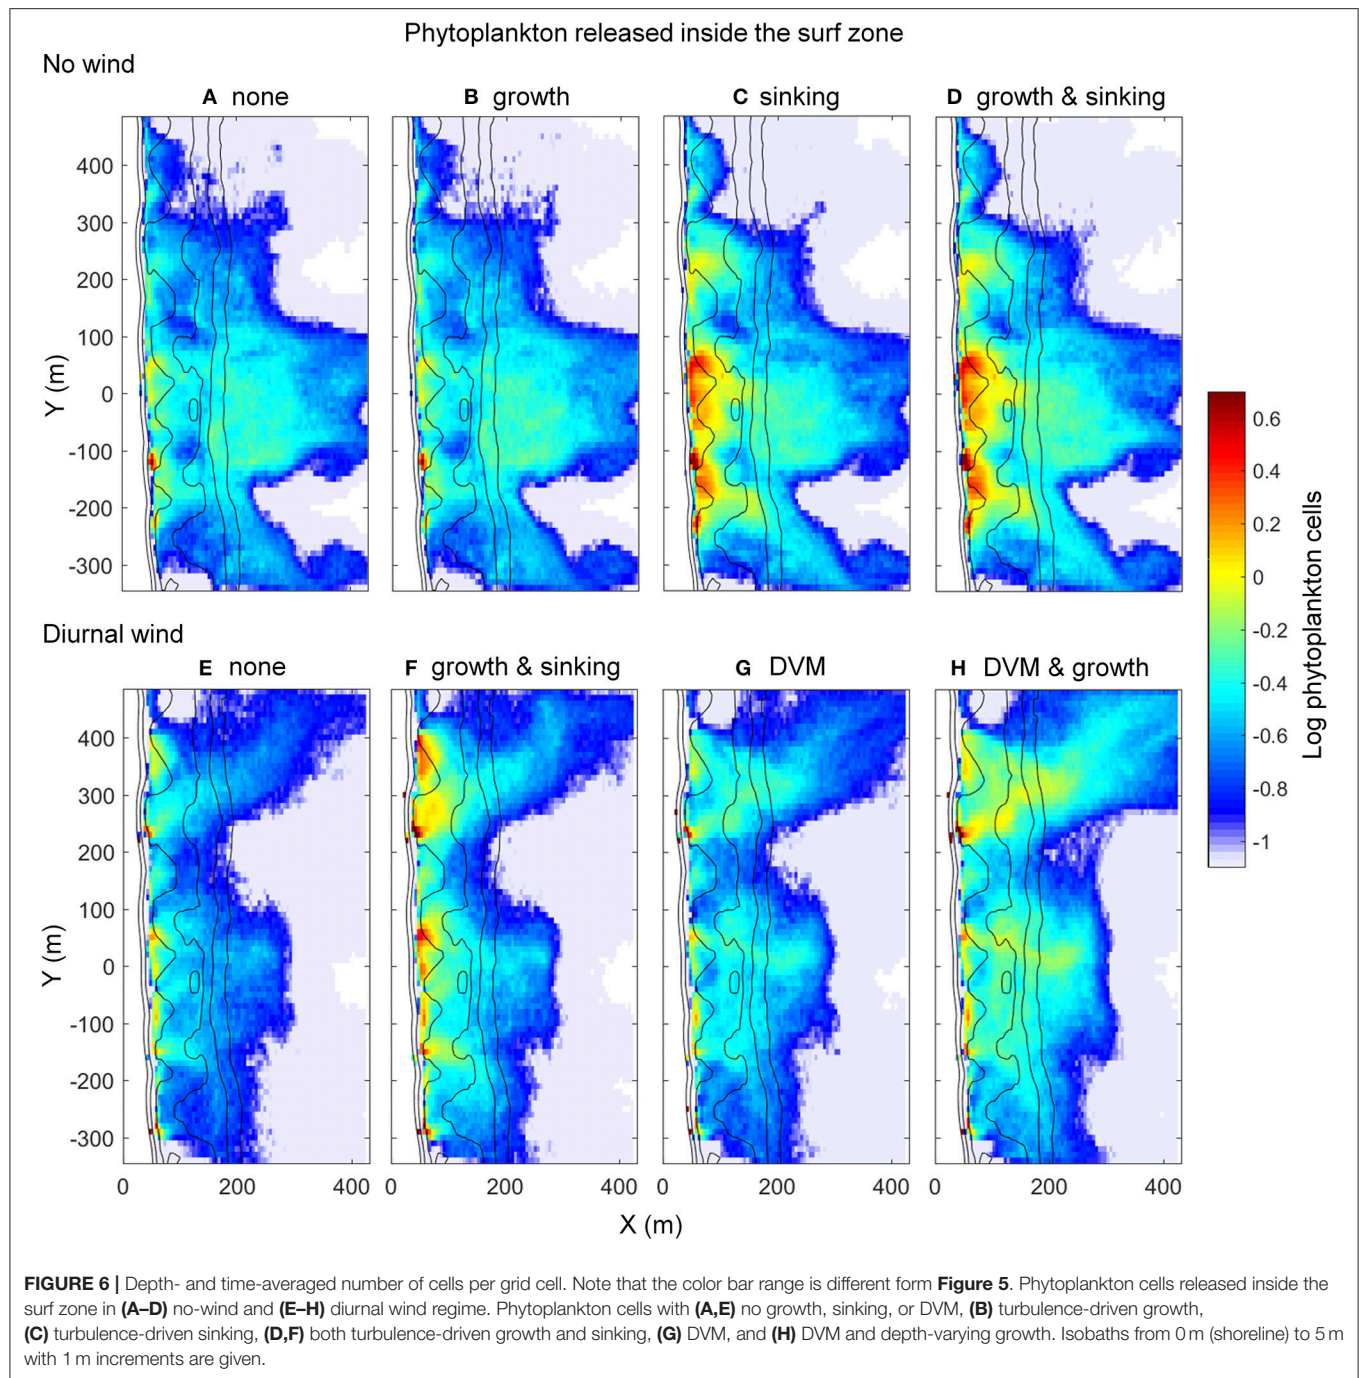 Phytoplankton released inside the surf zone
No wind
A none
B growth
C sinking
D growth & sinking
400
300
200
100
0
-100
-200
-300
Y (m)
Diurnal wind
E none
F growth & sinking
G DVM
H DVM & growth
400
300
200
100
0
-100
-200
-300
Y (m)
0 200 400 0 200 400 0 200 400 0 200 400
X (m)
0.6
0.4
0.2
0
-0.2
-0.4
-0.6
-0.8
-1
Log phytoplankton cells
FIGURE 6 | Depth- and time-averaged number of cells per grid cell. Note that the color bar range is different form Figure 5. Phytoplankton cells released inside the
surf zone in (A–D) no-wind and (E–H) diurnal wind regime. Phytoplankton cells with (A,E) no growth, sinking, or DVM, (B) turbulence-driven growth,
(C) turbulence-driven sinking, (D,F) both turbulence-driven growth and sinking, (G) DVM, and (H) DVM and depth-varying growth. Isobaths from 0 m (shoreline) to 5 m
with 1 m increments are given.